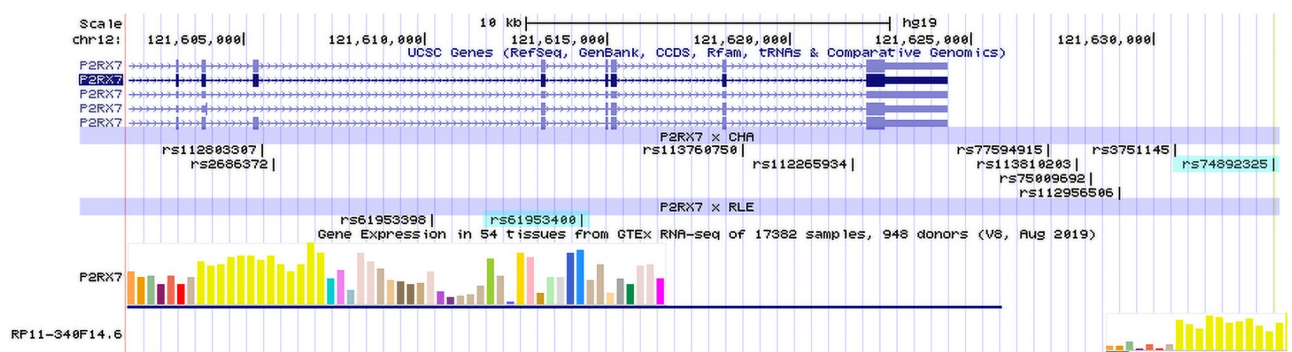 Scale 10 kb hg19
chr12: 121,605,000 121,610,000 121,615,000 121,620,000 121,625,000 121,630,000
UCSC Genes (RefSeq, GenBank, CCDS, Rfam, tRNAs & Comparative Genomics)
P2RX7
P2RX7
P2RX7
P2RX7
P2RX7
P2RX7 x CHA
rs112803307 rs113760750 rs77594915 rs3751145
rs2686372 rs112265934 rs113810203 rs74892325
rs75009692
rs112956506
P2RX7 x RLE
rs61953398 rs61953400
Gene Expression in 54 tissues from GTEx RNA-seq of 17382 samples, 948 donors (V8, Aug 2019)
P2RX7
RP11-340F14.6